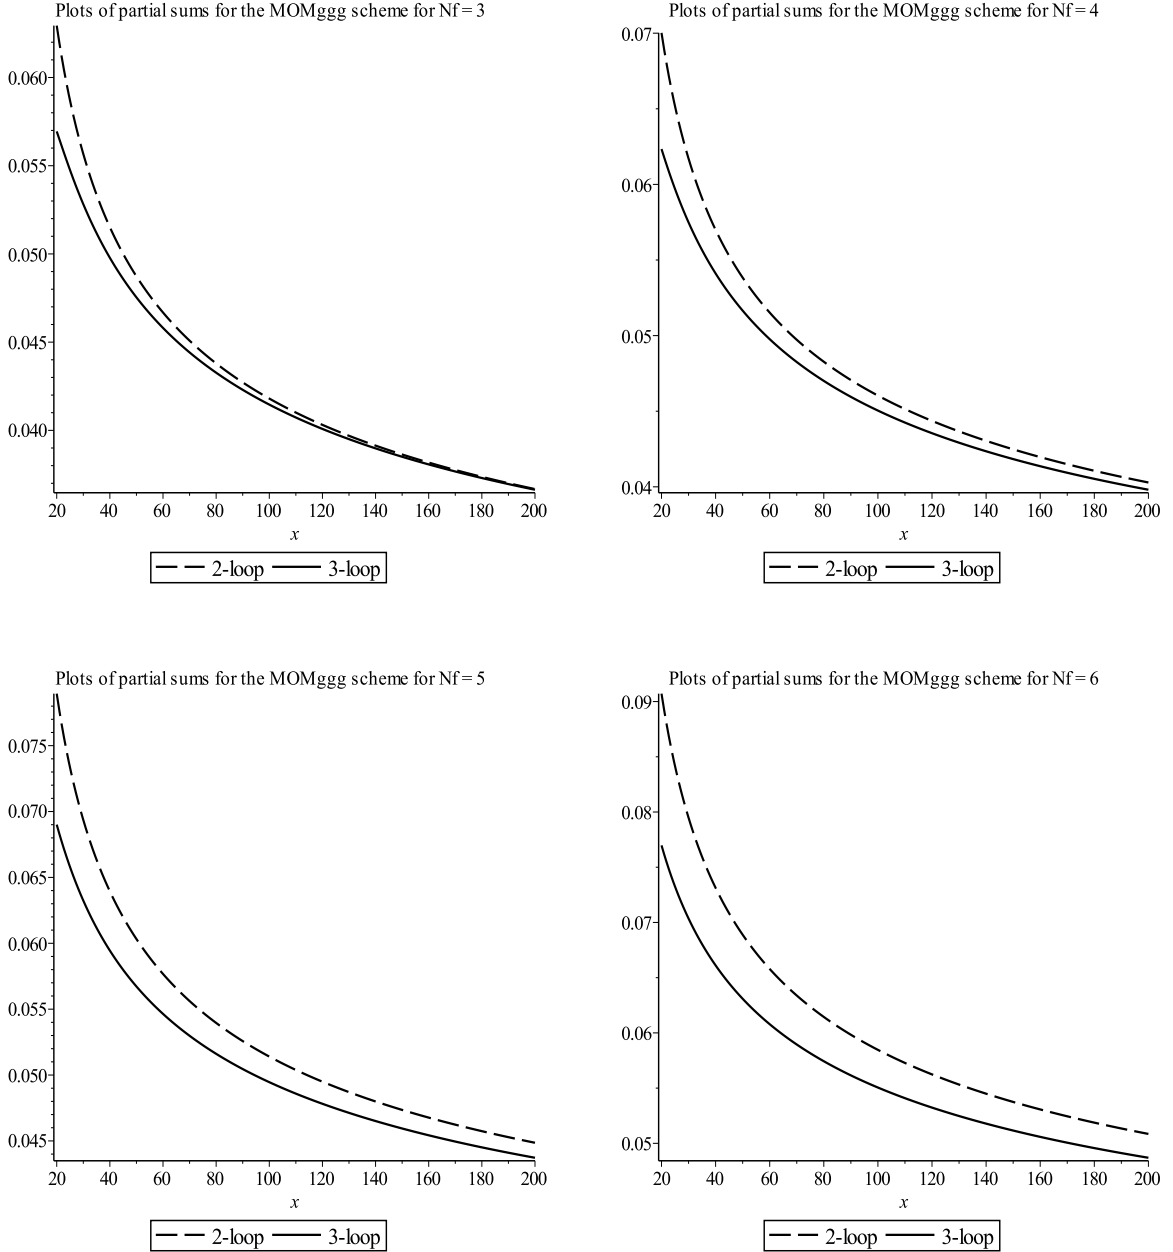 Plots of partial sums for the MOMggg scheme for Nf = 3
0.060
0.055
0.050
0.045
0.040
20 40 60 80 100 120 140 160 180 200
x
2-loop 3-loop
Plots of partial sums for the MOMggg scheme for Nf = 4
0.07
0.06
0.05
0.04
20 40 60 80 100 120 140 160 180 200
x
2-loop 3-loop
Plots of partial sums for the MOMggg scheme for Nf = 5
0.075
0.070
0.065
0.060
0.055
0.050
0.045
20 40 60 80 100 120 140 160 180 200
x
2-loop 3-loop
Plots of partial sums for the MOMggg scheme for Nf = 6
0.09
0.08
0.07
0.06
0.05
20 40 60 80 100 120 140 160 180 200
x
2-loop 3-loop